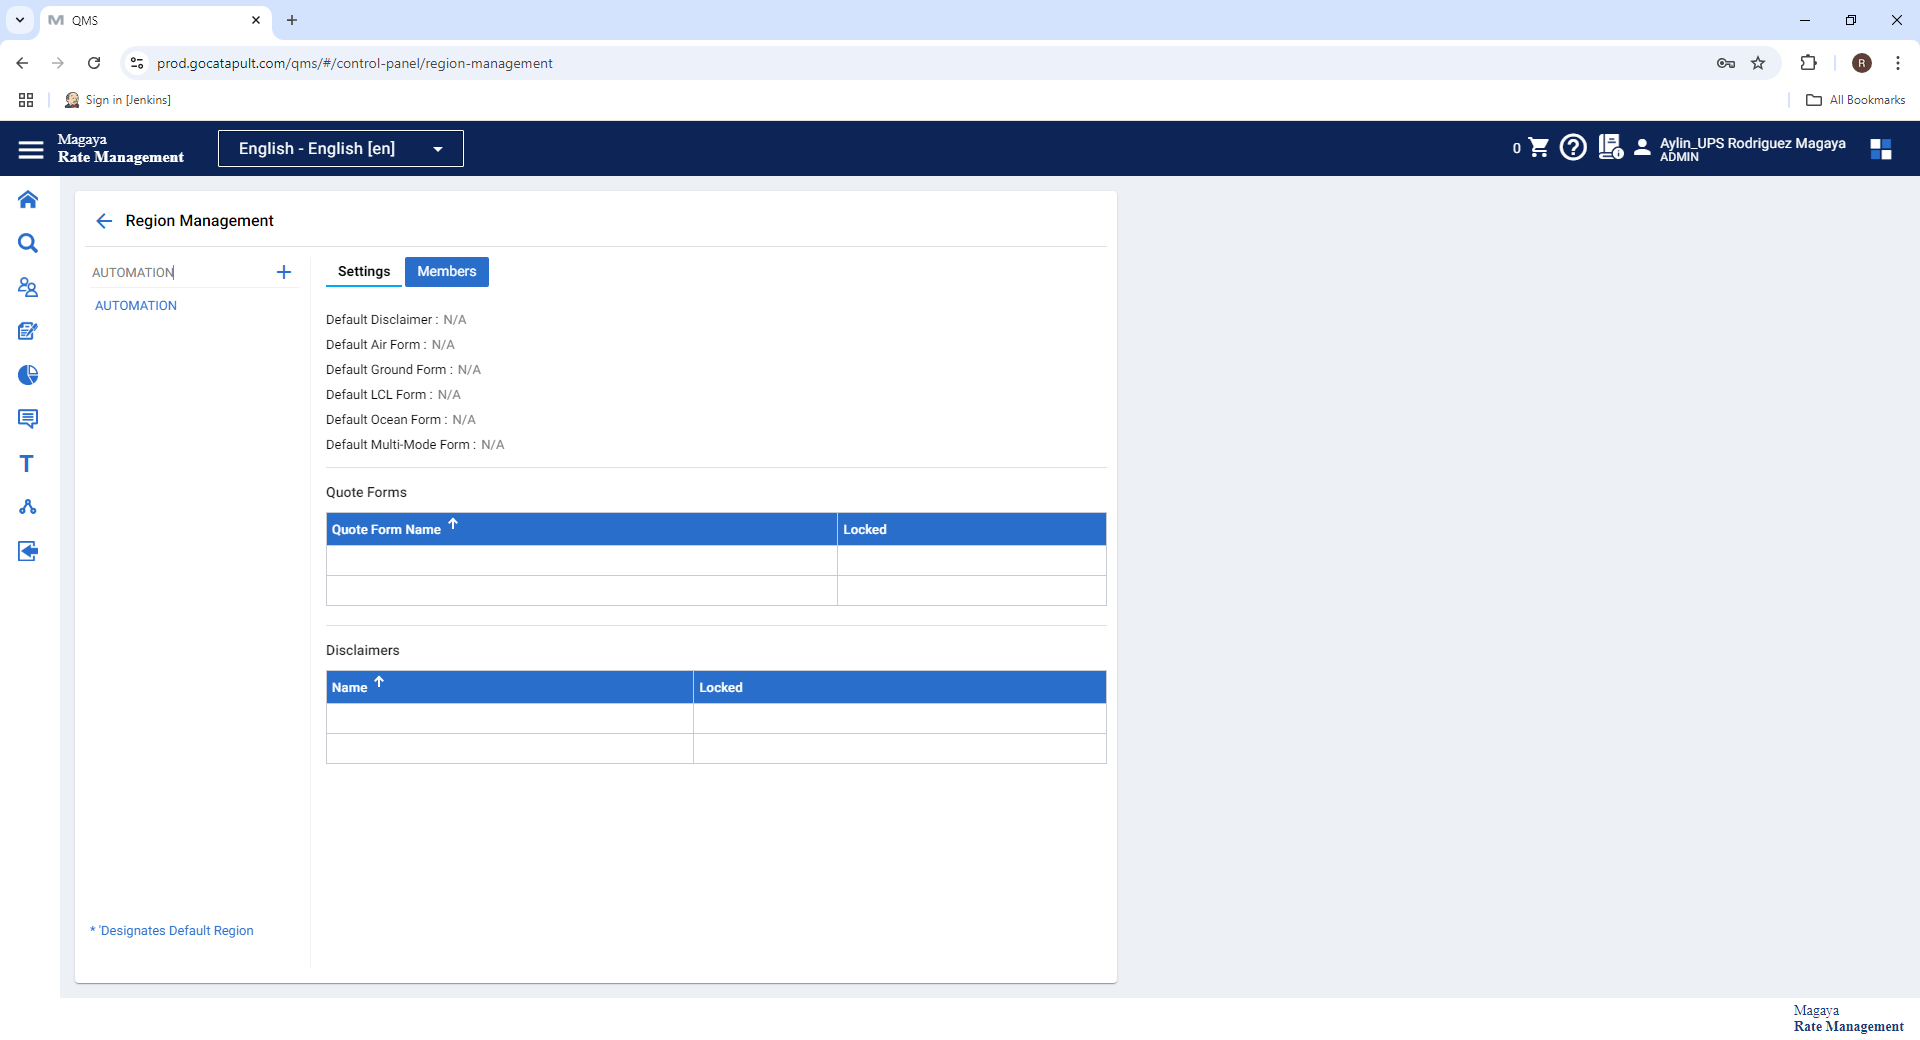 QMS
prod.gocatapult.com/qms/#/control-panel/region-management
R
Sign in [Jenkins]
All Bookmarks
Magaya
Rate Management
English - English [en]
0
Aylin_UPS Rodriguez Magaya
ADMIN
Region Management
AUTOMATION
Settings
Members
AUTOMATION
Default Disclaimer : N/A
Default Air Form : N/A
Default Ground Form : N/A
Default LCL Form : N/A
Default Ocean Form : N/A
Default Multi-Mode Form : N/A
Quote Forms
Quote Form Name
Locked
Disclaimers
Name
Locked
* 'Designates Default Region
Magaya
Rate Management